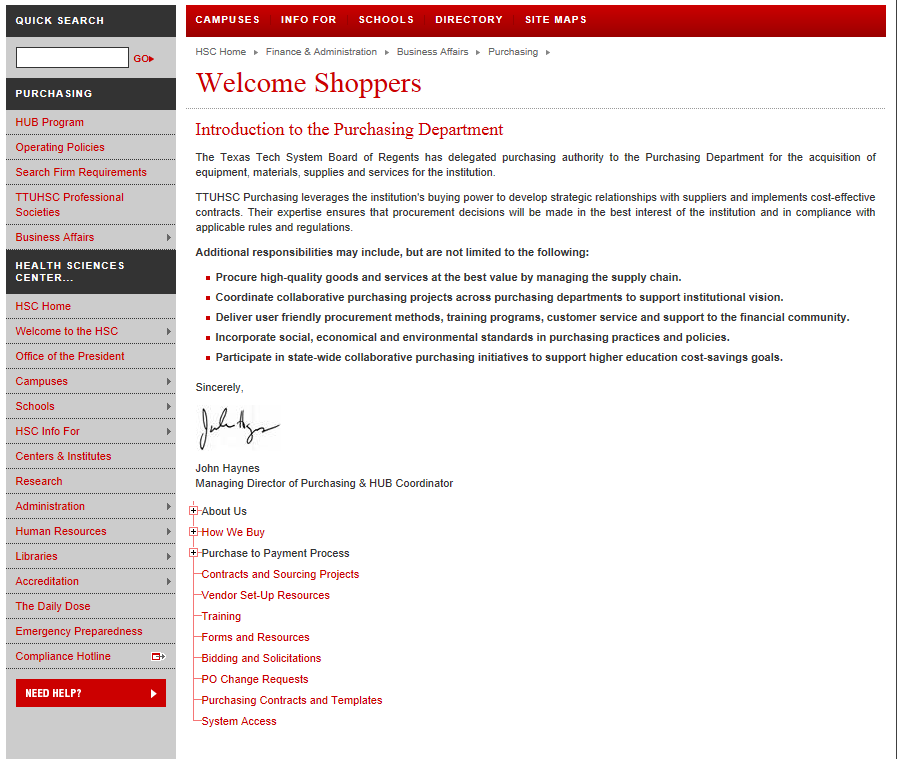 QUICK SEARCH
GO
PURCHASING
HUB Program
Operating Policies
Search Firm Requirements
TTUHSC Professional
Societies
Business Affairs
HEALTH SCIENCES
CENTER...
HSC Home
Welcome to the HSC
Office of the President
Campuses
Schools
HSC Info For
Centers & Institutes
Research
Administration
Human Resources
Libraries
Accreditation
The Daily Dose
Emergency Preparedness
Compliance Hotline
NEED HELP?
CAMPUSES INFO FOR SCHOOLS DIRECTORY SITE MAPS
HSC Home Finance & Administration Business Affairs Purchasing
Welcome Shoppers
Introduction to the Purchasing Department
The Texas Tech System Board of Regents has delegated purchasing authority to the Purchasing Department for the acquisition of
equipment, materials, supplies and services for the institution.
TTUHSC Purchasing leverages the institution's buying power to develop strategic relationships with suppliers and implements cost-effective
contracts. Their expertise ensures that procurement decisions will be made in the best interest of the institution and in compliance with
applicable rules and regulations.
Additional responsibilities may include, but are not limited to the following:
Procure high-quality goods and services at the best value by managing the supply chain.
Coordinate collaborative purchasing projects across purchasing departments to support institutional vision.
Deliver user friendly procurement methods, training programs, customer service and support to the financial community.
Incorporate social, economical and environmental standards in purchasing practices and policies.
Participate in state-wide collaborative purchasing initiatives to support higher education cost-savings goals.
Sincerely,
John Haynes
Managing Director of Purchasing & HUB Coordinator
About Us
How We Buy
Purchase to Payment Process
Contracts and Sourcing Projects
Vendor Set-Up Resources
Training
Forms and Resources
Bidding and Solicitations
PO Change Requests
Purchasing Contracts and Templates
System Access